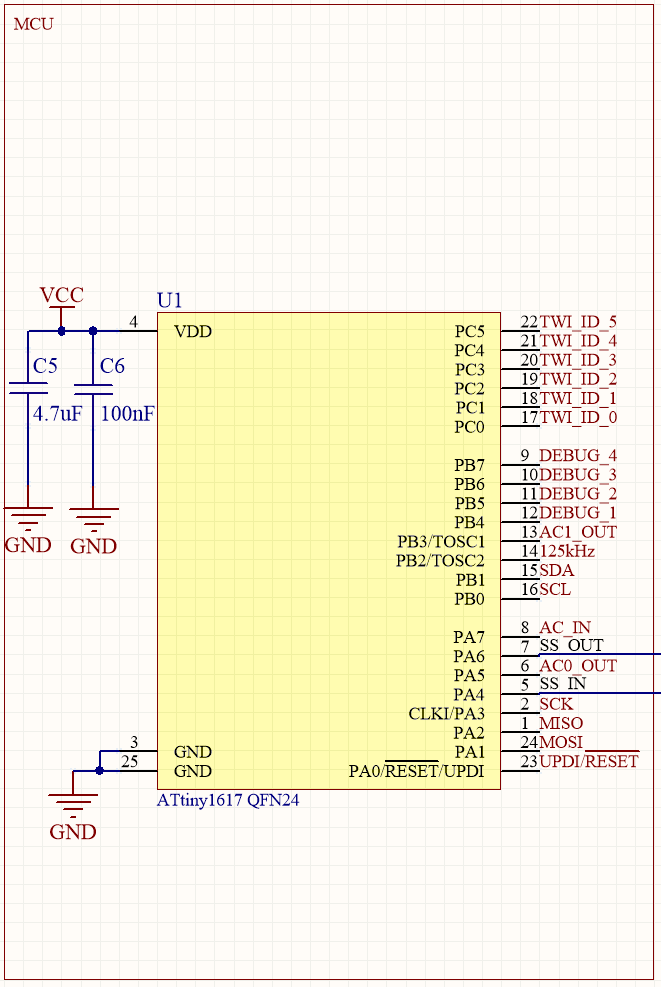 MCU
VCC
U1
4
VDD
C5
C6
4.7uF
100nF
GND
GND
PC5 22 TWI_ID_5
PC4 21 TWI_ID_4
PC3 20 TWI_ID_3
PC2 19 TWI_ID_2
PC1 18 TWI_ID_1
PC0 17 TWI_ID_0
PB7 9 DEBUG_4
PB6 10 DEBUG_3
PB5 11 DEBUG_2
PB4 12 DEBUG_1
PB3/TOSC1 13 AC1_OUT
PB2/TOSC2 14 125kHz
PB1 15 SDA
PB0 16 SCL
PA7 8 AC_IN
PA6 7 SS_OUT
PA5 6 AC0_OUT
PA4 5 SS_IN
CLKI/PA3 2 SCK
PA2 1 MISO
3 GND PA1 24 MOSI
25 GND PA0/RESET/UPDI 23 UPDI/RESET
GND
ATtiny1617 QFN24